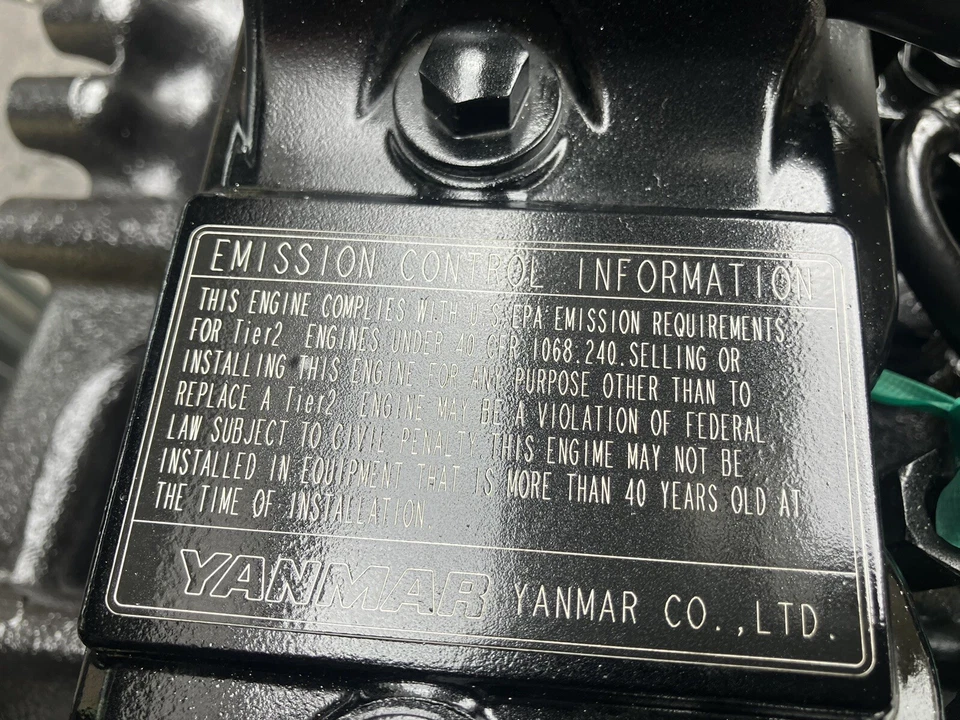 EMISSION CONTROL INFORMATION
THIS ENGINE COMPLIES WITH U.S.EPA EMISSION REQUIREMENTS
FOR Tier2 ENGINES UNDER 40 CFR 1068.240.SELLING OR
INSTALLING THIS ENGINE FOR ANY PURPOSE OTHER THAN TO
REPLACE A Tier2 ENGINE MAY BE A VIOLATION OF FEDERAL
LAW SUBJECT TO CIVIL PENALTY.THIS ENGIME MAY NOT BE
INSTALLED IN EQUIPMENT THAT IS MORE THAN 40 YEARS OLD AT
THE TIME OF INSTALLATION.
YANMAR YANMAR CO.,LTD.